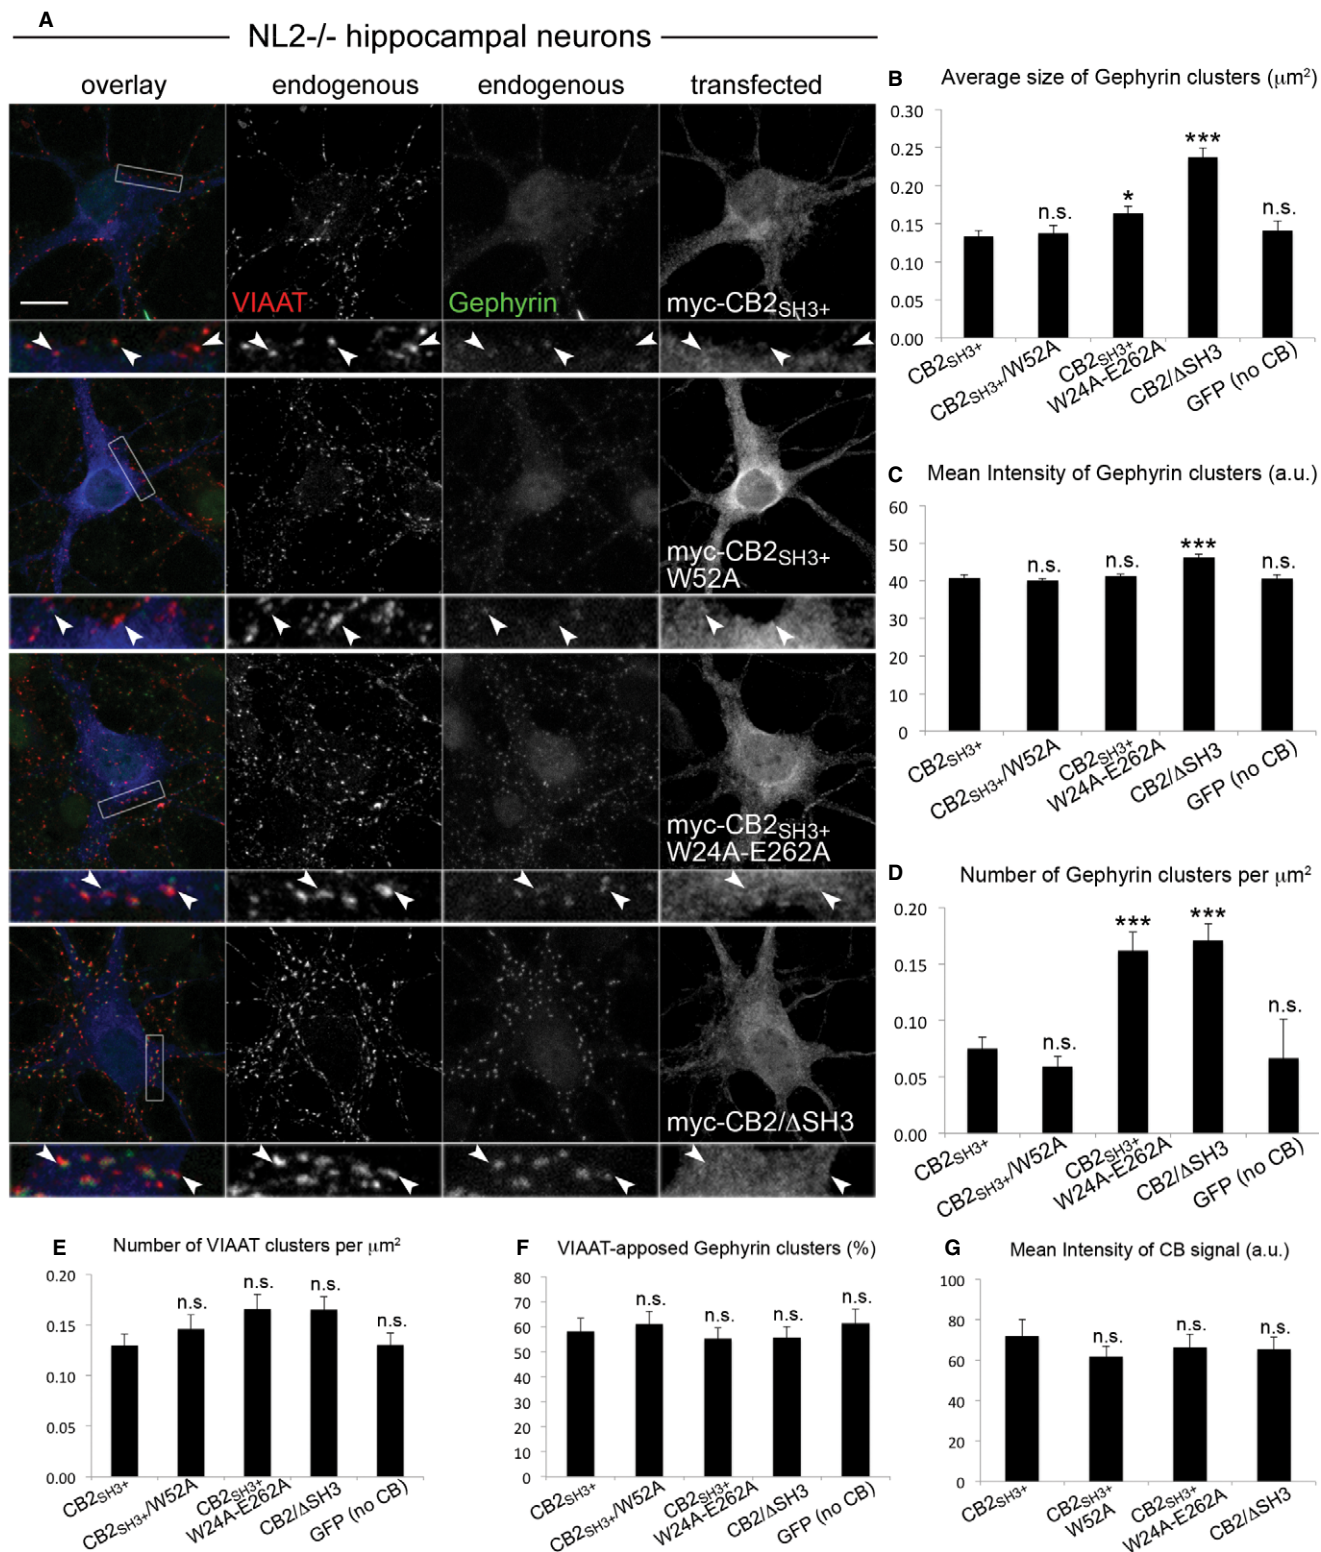 A
NL2-/- hippocampal neurons
overlay endogenous endogenous transfected
VIAAT Gephyrin myc-CB2SH3+
myc-CB2SH3+
W52A
myc-CB2SH3+
W24A-E262A
myc-CB2/ΔSH3
B Average size of Gephyrin clusters (μm²)
0.30
0.25
0.20
0.15
0.10
0.05
0.00
n.s. * *** n.s.
CB2SH3+
CB2SH3+/W52A
CB2SH3+
W24A-E262A
CB2/ΔSH3
GFP (no CB)
C Mean Intensity of Gephyrin clusters (a.u.)
60
50
40
30
20
10
0
n.s. n.s. *** n.s.
CB2SH3+
CB2SH3+/W52A
CB2SH3+
W24A-E262A
CB2/ΔSH3
GFP (no CB)
D Number of Gephyrin clusters per μm²
0.20
0.15
0.10
0.05
0.00
n.s. *** *** n.s.
CB2SH3+
CB2SH3+/W52A
CB2SH3+
W24A-E262A
CB2/ΔSH3
GFP (no CB)
E Number of VIAAT clusters per μm²
0.20
0.15
0.10
0.05
0.00
n.s. n.s. n.s. n.s.
CB2SH3+
CB2SH3+/W52A
CB2SH3+
W24A-E262A
CB2/ΔSH3
GFP (no CB)
F VIAAT-apposed Gephyrin clusters (%)
80
70
60
50
40
30
20
10
0
n.s. n.s. n.s. n.s.
CB2SH3+
CB2SH3+/W52A
CB2SH3+
W24A-E262A
CB2/ΔSH3
GFP (no CB)
G Mean Intensity of CB signal (a.u.)
100
80
60
40
20
0
n.s. n.s. n.s.
CB2SH3+
CB2SH3+
W52A
CB2SH3+
W24A-E262A
CB2/ΔSH3